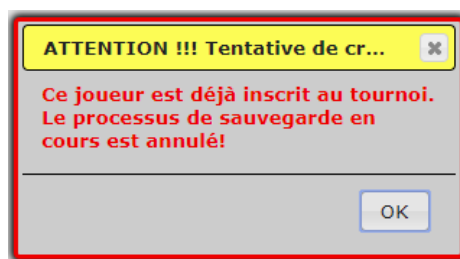 ATTENTION !!! Tentative de cr...
Ce joueur est déjà inscrit au tournoi.
Le processus de sauvegarde en
cours est annulé!
OK